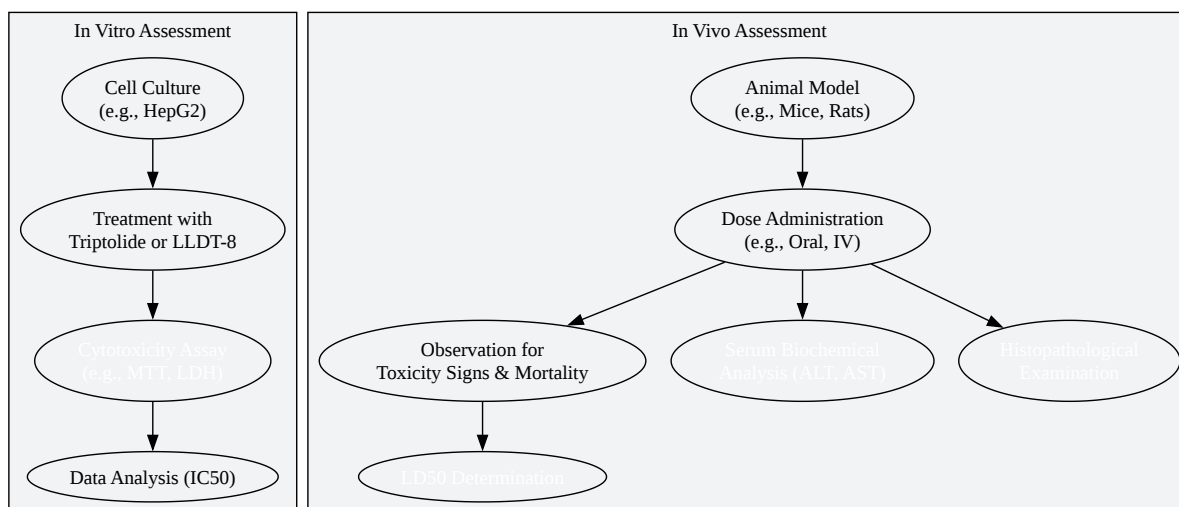 In Vitro Assessment
Cell Culture
(e.g., HepG2)
Treatment with
Triptolide or LLDT-8
Cytotoxicity Assay
(e.g., MTT, LDH)
Data Analysis (IC50)
In Vivo Assessment
Animal Model
(e.g., Mice, Rats)
Dose Administration
(e.g., Oral, IV)
Observation for
Toxicity Signs & Mortality
Serum Biochemical
Analysis (ALT, AST)
Histopathological
Examination
LD50 Determination